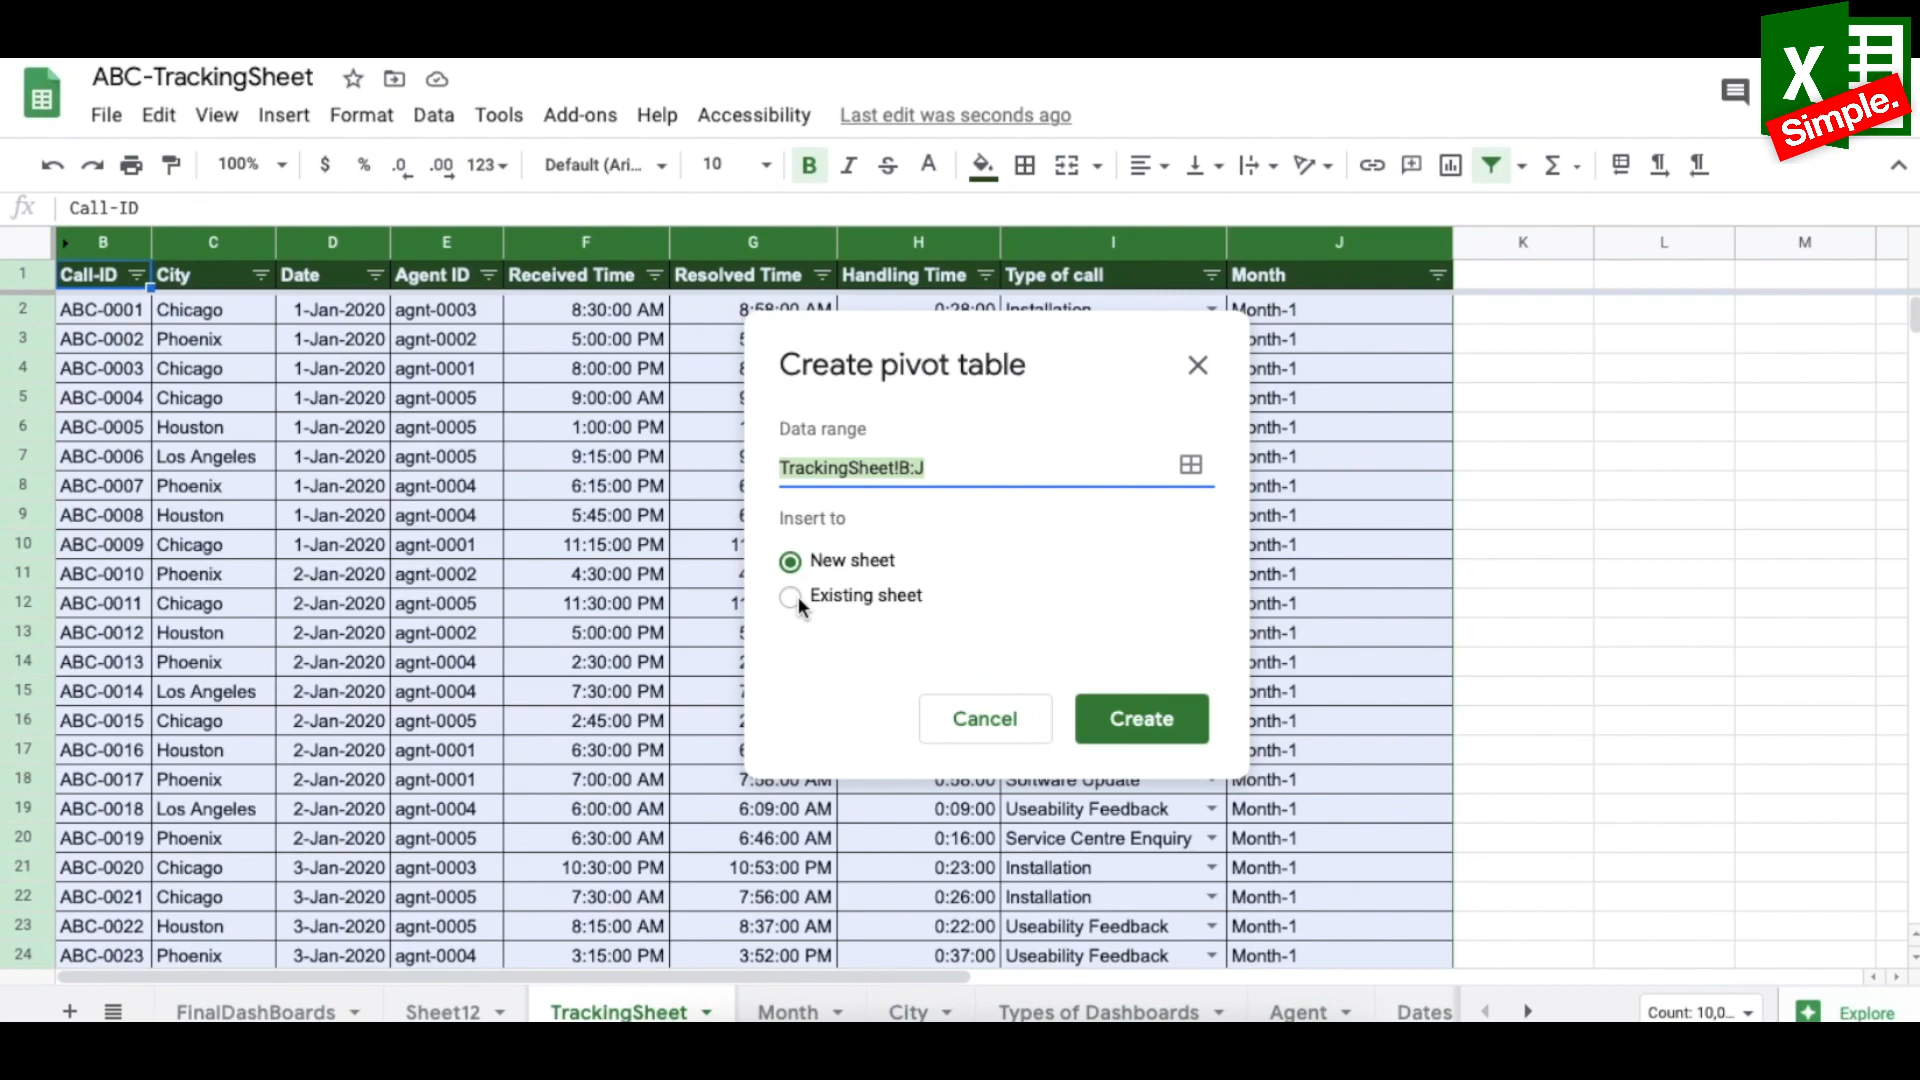 X
Simple.
ABC-TrackingSheet
File Edit View Insert Format Data Tools Add-ons Help Accessibility Last edit was seconds ago
100% $ % .0 .00 123 Default (Ari... 10 B I S A Σ
fx Call-ID
B C D E F G H I J K L M
1 Call-ID City Date Agent ID Received Time Resolved Time Handling Time Type of call Month
2 ABC-0001 Chicago 1-Jan-2020 agnt-0003 8:30:00 AM 8:58:00 AM 0:28:00 Installation Month-1
3 ABC-0002 Phoenix 1-Jan-2020 agnt-0002 5:00:00 PM onth-1
4 ABC-0003 Chicago 1-Jan-2020 agnt-0001 8:00:00 PM onth-1
5 ABC-0004 Chicago 1-Jan-2020 agnt-0005 9:00:00 AM onth-1
6 ABC-0005 Houston 1-Jan-2020 agnt-0005 1:00:00 PM onth-1
7 ABC-0006 Los Angeles 1-Jan-2020 agnt-0005 9:15:00 PM onth-1
8 ABC-0007 Phoenix 1-Jan-2020 agnt-0004 6:15:00 PM onth-1
9 ABC-0008 Houston 1-Jan-2020 agnt-0004 5:45:00 PM onth-1
10 ABC-0009 Chicago 1-Jan-2020 agnt-0001 11:15:00 PM onth-1
11 ABC-0010 Phoenix 2-Jan-2020 agnt-0002 4:30:00 PM onth-1
12 ABC-0011 Chicago 2-Jan-2020 agnt-0005 11:30:00 PM onth-1
13 ABC-0012 Houston 2-Jan-2020 agnt-0002 5:00:00 PM onth-1
14 ABC-0013 Phoenix 2-Jan-2020 agnt-0004 2:30:00 PM onth-1
15 ABC-0014 Los Angeles 2-Jan-2020 agnt-0004 7:30:00 PM onth-1
16 ABC-0015 Chicago 2-Jan-2020 agnt-0005 2:45:00 PM onth-1
17 ABC-0016 Houston 2-Jan-2020 agnt-0001 6:30:00 PM onth-1
18 ABC-0017 Phoenix 2-Jan-2020 agnt-0001 7:00:00 AM 7:58:00 AM 0:58:00 Software Update Month-1
19 ABC-0018 Los Angeles 2-Jan-2020 agnt-0004 6:00:00 AM 6:09:00 AM 0:09:00 Useability Feedback Month-1
20 ABC-0019 Phoenix 2-Jan-2020 agnt-0005 6:30:00 AM 6:46:00 AM 0:16:00 Service Centre Enquiry Month-1
21 ABC-0020 Chicago 3-Jan-2020 agnt-0003 10:30:00 PM 10:53:00 PM 0:23:00 Installation Month-1
22 ABC-0021 Chicago 3-Jan-2020 agnt-0005 7:30:00 AM 7:56:00 AM 0:26:00 Installation Month-1
23 ABC-0022 Houston 3-Jan-2020 agnt-0005 8:15:00 AM 8:37:00 AM 0:22:00 Useability Feedback Month-1
24 ABC-0023 Phoenix 3-Jan-2020 agnt-0004 3:15:00 PM 3:52:00 PM 0:37:00 Useability Feedback Month-1
Create pivot table
Data range
TrackingSheet!B:J
Insert to
New sheet
Existing sheet
Cancel Create
FinalDashBoards Sheet12 TrackingSheet Month City Types of Dashboards Agent Dates Count: 10,0... Explore